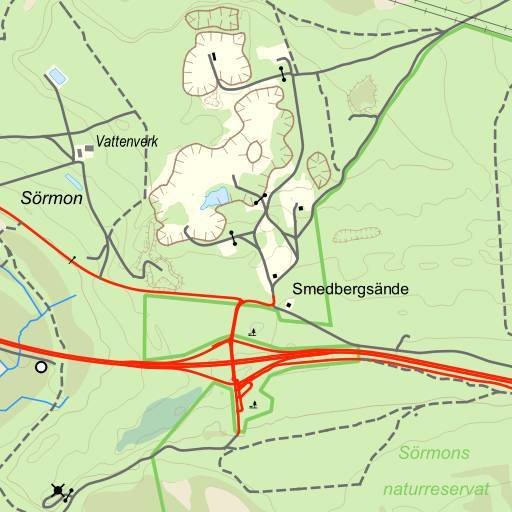 Vattenverk
Sörmon
Smedbergsände
Sörmons
naturreservat